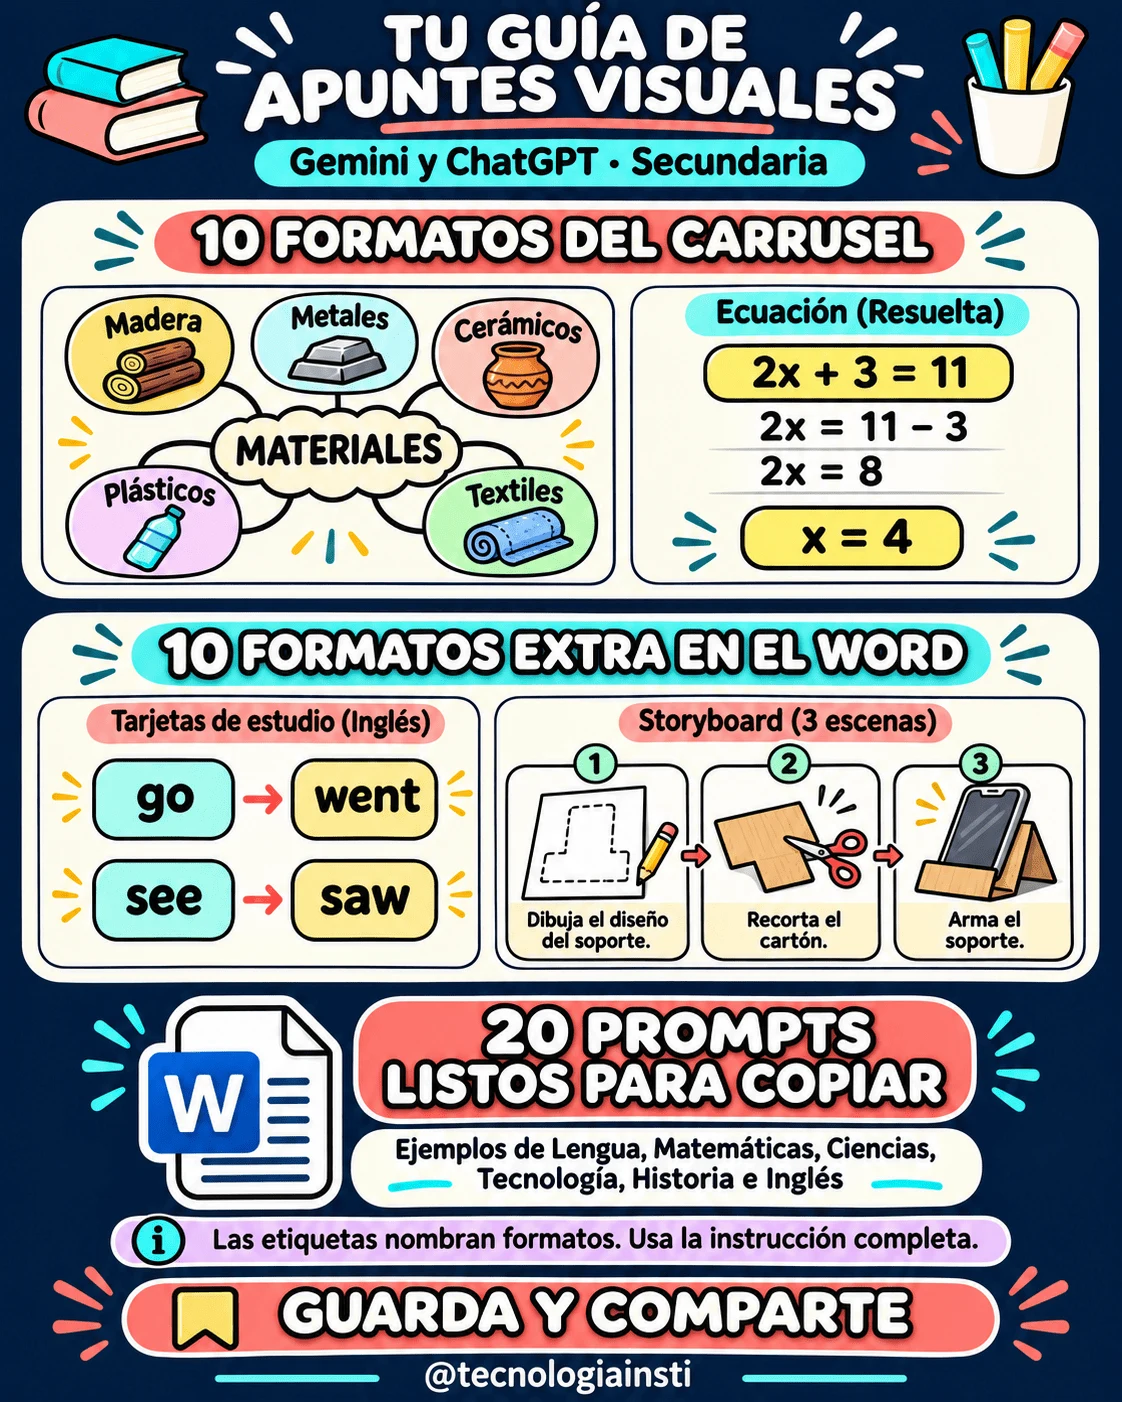 TU GUÍA DE
APUNTES VISUALES
Gemini y ChatGPT · Secundaria
10 FORMATOS DEL CARRUSEL
Madera
Metales
Cerámicos
MATERIALES
Plásticos
Textiles
Ecuación (Resuelta)
2x + 3 = 11
2x = 11 – 3
2x = 8
x = 4
10 FORMATOS EXTRA EN EL WORD
Tarjetas de estudio (Inglés)
go
went
see
saw
Storyboard (3 escenas)
1
2
3
Dibuja el diseño
del soporte.
Recorta el
cartón.
Arma el
soporte.
W
20 PROMPTS
LISTOS PARA COPIAR
Ejemplos de Lengua, Matemáticas, Ciencias,
Tecnología, Historia e Inglés
i
Las etiquetas nombran formatos. Usa la instrucción completa.
GUARDA Y COMPARTE
@tecnologiainsti